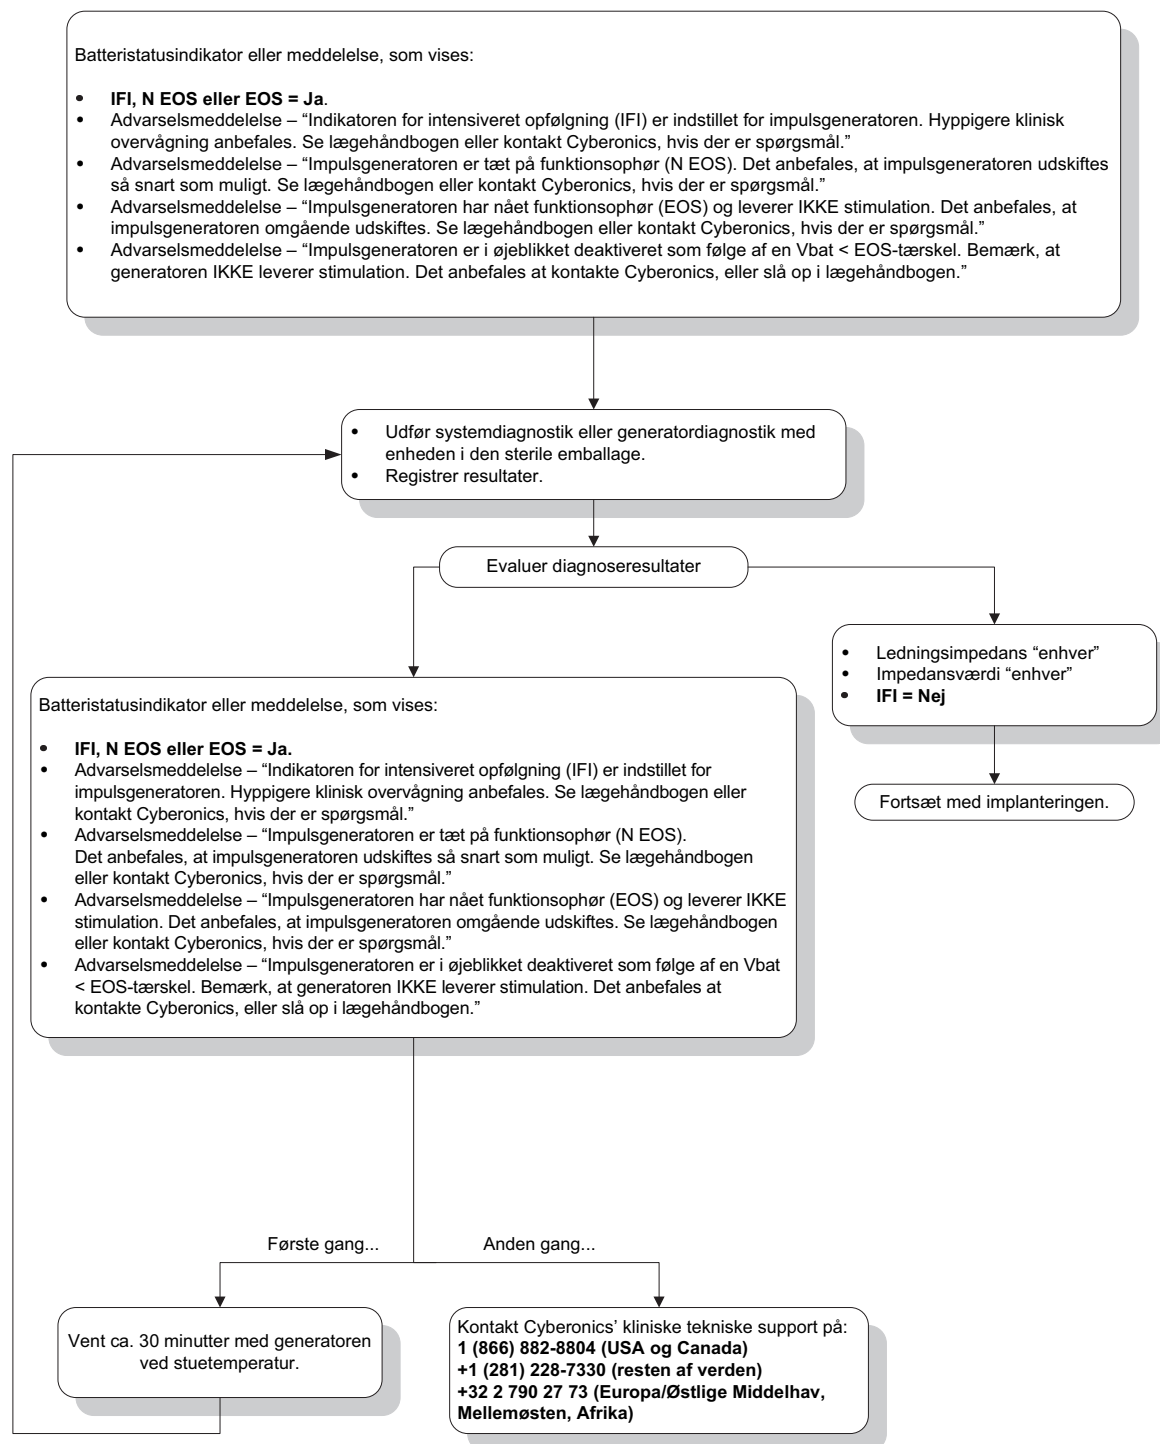 Batteristatusindikator eller meddelelse, som vises:
• IFI, N EOS eller EOS = Ja.
• Advarselsmeddelelse – “Indikatoren for intensiveret opfølgning (IFI) er indstillet for impulsgeneratoren. Hyppigere klinisk
overvågning anbefales. Se lægehåndbogen eller kontakt Cyberonics, hvis der er spørgsmål.”
• Advarselsmeddelelse – “Impulsgeneratoren er tæt på funktionsophør (N EOS). Det anbefales, at impulsgeneratoren udskiftes
så snart som muligt. Se lægehåndbogen eller kontakt Cyberonics, hvis der er spørgsmål.”
• Advarselsmeddelelse – “Impulsgeneratoren har nået funktionsophør (EOS) og leverer IKKE stimulation. Det anbefales, at
impulsgeneratoren omgående udskiftes. Se lægehåndbogen eller kontakt Cyberonics, hvis der er spørgsmål.”
• Advarselsmeddelelse – “Impulsgeneratoren er i øjeblikket deaktiveret som følge af en Vbat < EOS-tærskel. Bemærk, at
generatoren IKKE leverer stimulation. Det anbefales at kontakte Cyberonics, eller slå op i lægehåndbogen.”
• Udfør systemdiagnostik eller generatordiagnostik med
enheden i den sterile emballage.
• Registrer resultater.
Evaluer diagnoseresultater
• Ledningsimpedans “enhver”
• Impedansværdi “enhver”
• IFI = Nej
Fortsæt med implanteringen.
Batteristatusindikator eller meddelelse, som vises:
• IFI, N EOS eller EOS = Ja.
• Advarselsmeddelelse – “Indikatoren for intensiveret opfølgning (IFI) er indstillet for
impulsgeneratoren. Hyppigere klinisk overvågning anbefales. Se lægehåndbogen eller
kontakt Cyberonics, hvis der er spørgsmål.”
• Advarselsmeddelelse – “Impulsgeneratoren er tæt på funktionsophør (N EOS).
Det anbefales, at impulsgeneratoren udskiftes så snart som muligt. Se lægehåndbogen
eller kontakt Cyberonics, hvis der er spørgsmål.”
• Advarselsmeddelelse – “Impulsgeneratoren har nået funktionsophør (EOS) og leverer IKKE
stimulation. Det anbefales, at impulsgeneratoren omgående udskiftes. Se lægehåndbogen
eller kontakt Cyberonics, hvis der er spørgsmål.”
• Advarselsmeddelelse – “Impulsgeneratoren er i øjeblikket deaktiveret som følge af en Vbat
< EOS-tærskel. Bemærk, at generatoren IKKE leverer stimulation. Det anbefales at
kontakte Cyberonics, eller slå op i lægehåndbogen.”
Første gang...
Anden gang...
Vent ca. 30 minutter med generatoren
ved stuetemperatur.
Kontakt Cyberonics’ kliniske tekniske support på:
1 (866) 882-8804 (USA og Canada)
+1 (281) 228-7330 (resten af verden)
+32 2 790 27 73 (Europa/Østlige Middelhav,
Mellemøsten, Afrika)